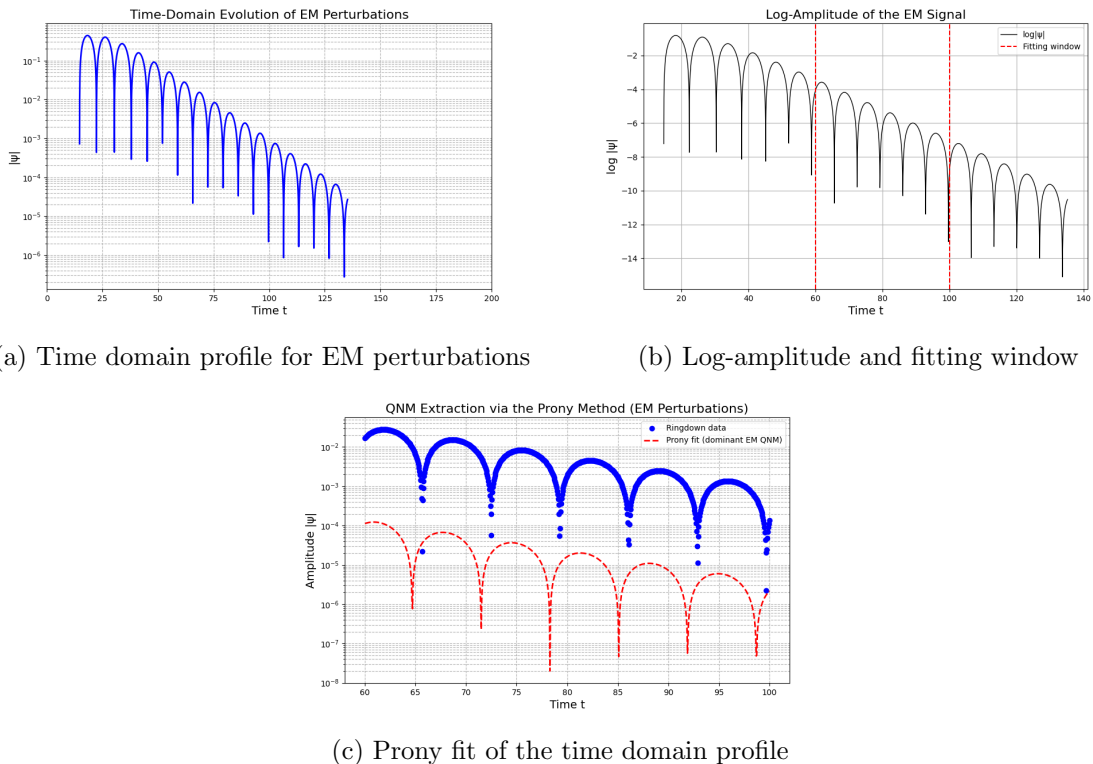 Time-Domain Evolution of EM Perturbations
10⁻¹
10⁻²
10⁻³
10⁻⁴
10⁻⁵
10⁻⁶
|ψ|
0 25 50 75 100 125 150 175 200
Time t
Log-Amplitude of the EM Signal
log|ψ|
Fitting window
−2
−4
−6
−8
−10
−12
−14
log |ψ|
20 40 60 80 100 120 140
Time t
a) Time domain profile for EM perturbations
(b) Log-amplitude and fitting window
QNM Extraction via the Prony Method (EM Perturbations)
Ringdown data
Prony fit (dominant EM QNM)
10⁻²
10⁻³
10⁻⁴
10⁻⁵
10⁻⁶
10⁻⁷
10⁻⁸
Amplitude |ψ|
60 65 70 75 80 85 90 95 100
Time t
(c) Prony fit of the time domain profile